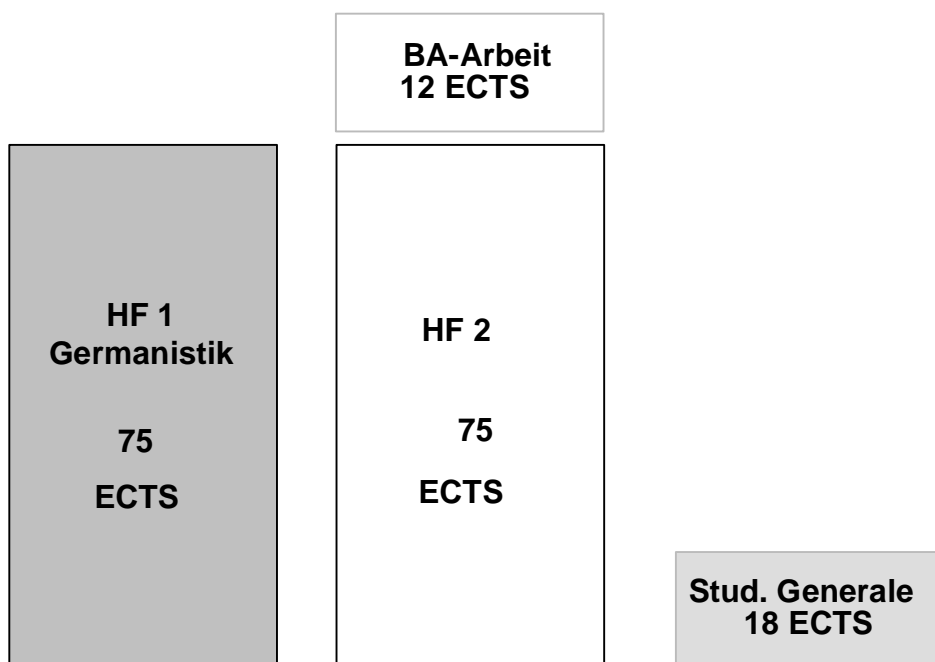 BA-Arbeit
12 ECTS
HF 1
Germanistik
75
ECTS
HF 2
75
ECTS
Stud. Generale
18 ECTS